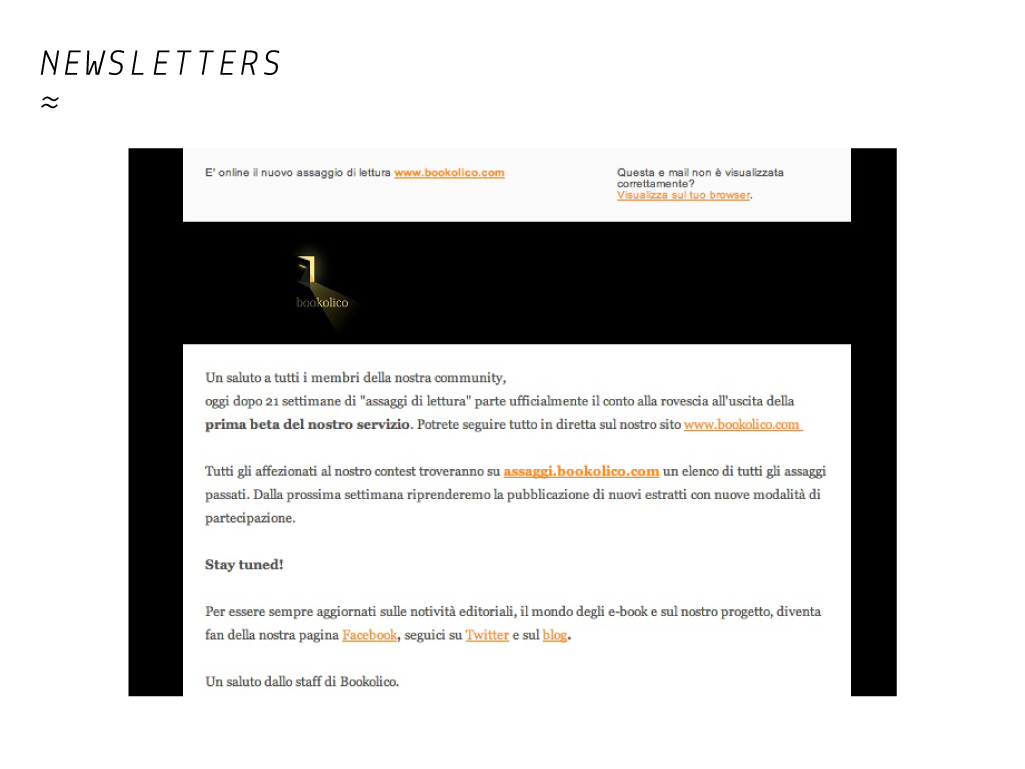 NEWSLETTERS
≈
E' online il nuovo assaggio di lettura www.bookolico.com
Questa e mail non è visualizzata
correttamente?
Visualizza sul tuo browser.
bookolico
Un saluto a tutti i membri della nostra community,
oggi dopo 21 settimane di "assaggi di lettura" parte ufficialmente il conto alla rovescia all'uscita della
prima beta del nostro servizio. Potrete seguire tutto in diretta sul nostro sito www.bookolico.com
Tutti gli affezionati al nostro contest troveranno su assaggi.bookolico.com un elenco di tutti gli assaggi
passati. Dalla prossima settimana riprenderemo la pubblicazione di nuovi estratti con nuove modalità di
partecipazione.
Stay tuned!
Per essere sempre aggiornati sulle notività editoriali, il mondo degli e-book e sul nostro progetto, diventa
fan della nostra pagina Facebook, seguici su Twitter e sul blog.
Un saluto dallo staff di Bookolico.